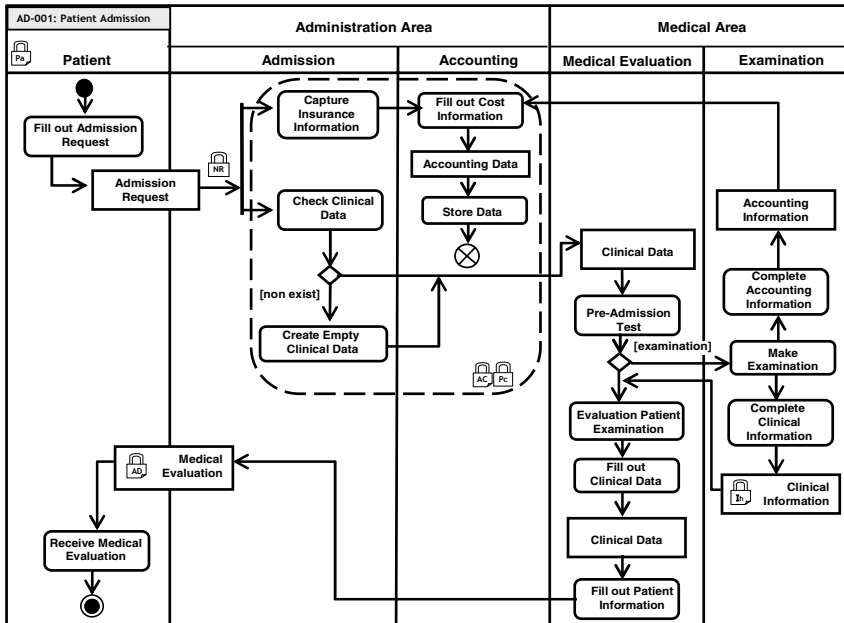 AD-001: Patient Admission
Administration Area
Medical Area
Pa
Patient
Admission
Accounting
Medical Evaluation
Examination
Fill out Admission
Request
Admission
Request
NR
Capture
Insurance
Information
Fill out Cost
Information
Accounting Data
Store Data
Check Clinical
Data
[non exist]
Create Empty
Clinical Data
AC
Pc
Clinical Data
Pre-Admission
Test
[examination]
Accounting
Information
Complete
Accounting
Information
Make
Examination
Complete
Clinical
Information
Ih
Clinical
Information
Evaluation Patient
Examination
Fill out
Clinical Data
Clinical Data
Fill out Patient
Information
AD
Medical
Evaluation
Receive Medical
Evaluation